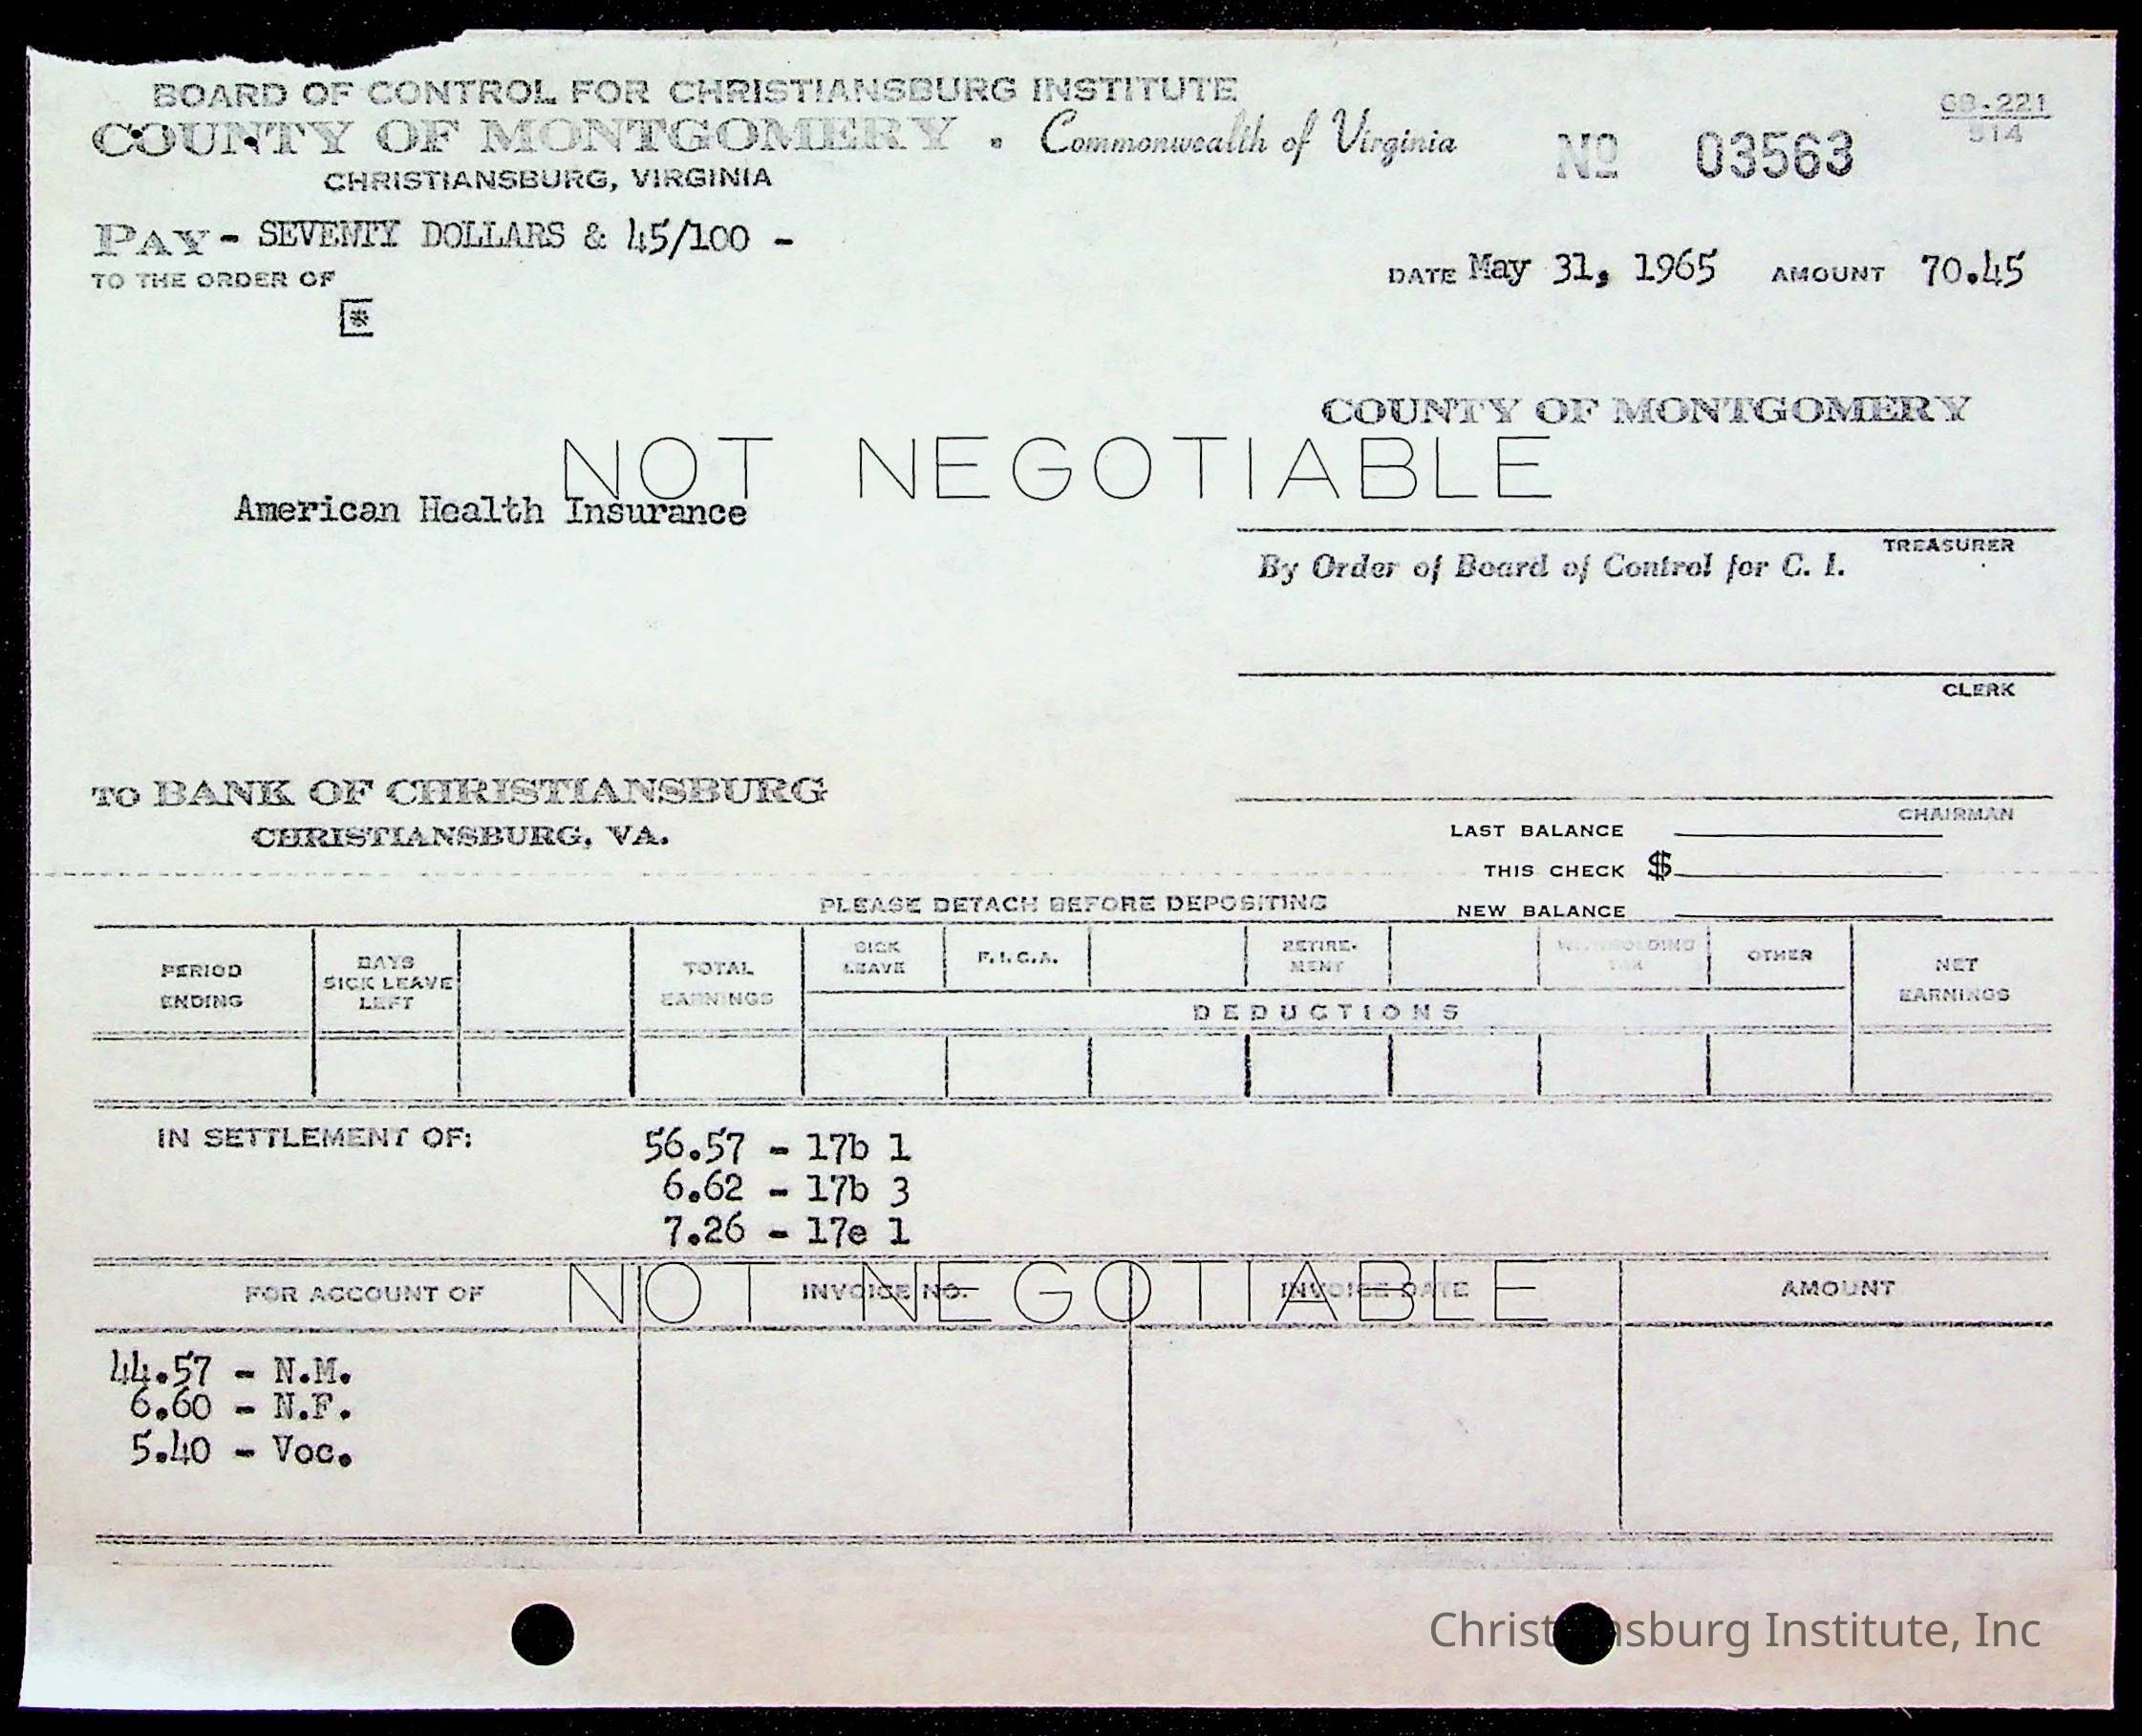 BOARD OF CONTROL FOR CHRISTIANSBURG INSTITUTE
COUNTY OF MONTGOMERY • Commonwealth of Virginia
CHRISTIANSBURG, VIRGINIA
Nº 03563
68-221
514
PAY - SEVENTY DOLLARS & 45/100 -
TO THE ORDER OF
DATE May 31, 1965 AMOUNT 70.45
COUNTY OF MONTGOMERY
NOT NEGOTIABLE
American Health Insurance
TREASURER
By Order of Board of Control for C. I.
CLERK
TO BANK OF CHRISTIANSBURG
CHRISTIANSBURG, VA.
CHAIRMAN
LAST BALANCE
THIS CHECK $
NEW BALANCE
PLEASE DETACH BEFORE DEPOSITING
PERIOD ENDING
DAYS SICK LEAVE LEFT
TOTAL EARNINGS
SICK LEAVE
F.I.C.A.
RETIRE-MENT
WITHHOLDING TAX
OTHER
NET EARNINGS
DEDUCTIONS
IN SETTLEMENT OF:
56.57 - 17b 1
6.62 - 17b 3
7.26 - 17e 1
NOT NEGOTIABLE
FOR ACCOUNT OF INVOICE NO. INVOICE DATE AMOUNT
44.57 - N.M.
6.60 - N.F.
5.40 - Voc.
Christiansburg Institute, Inc